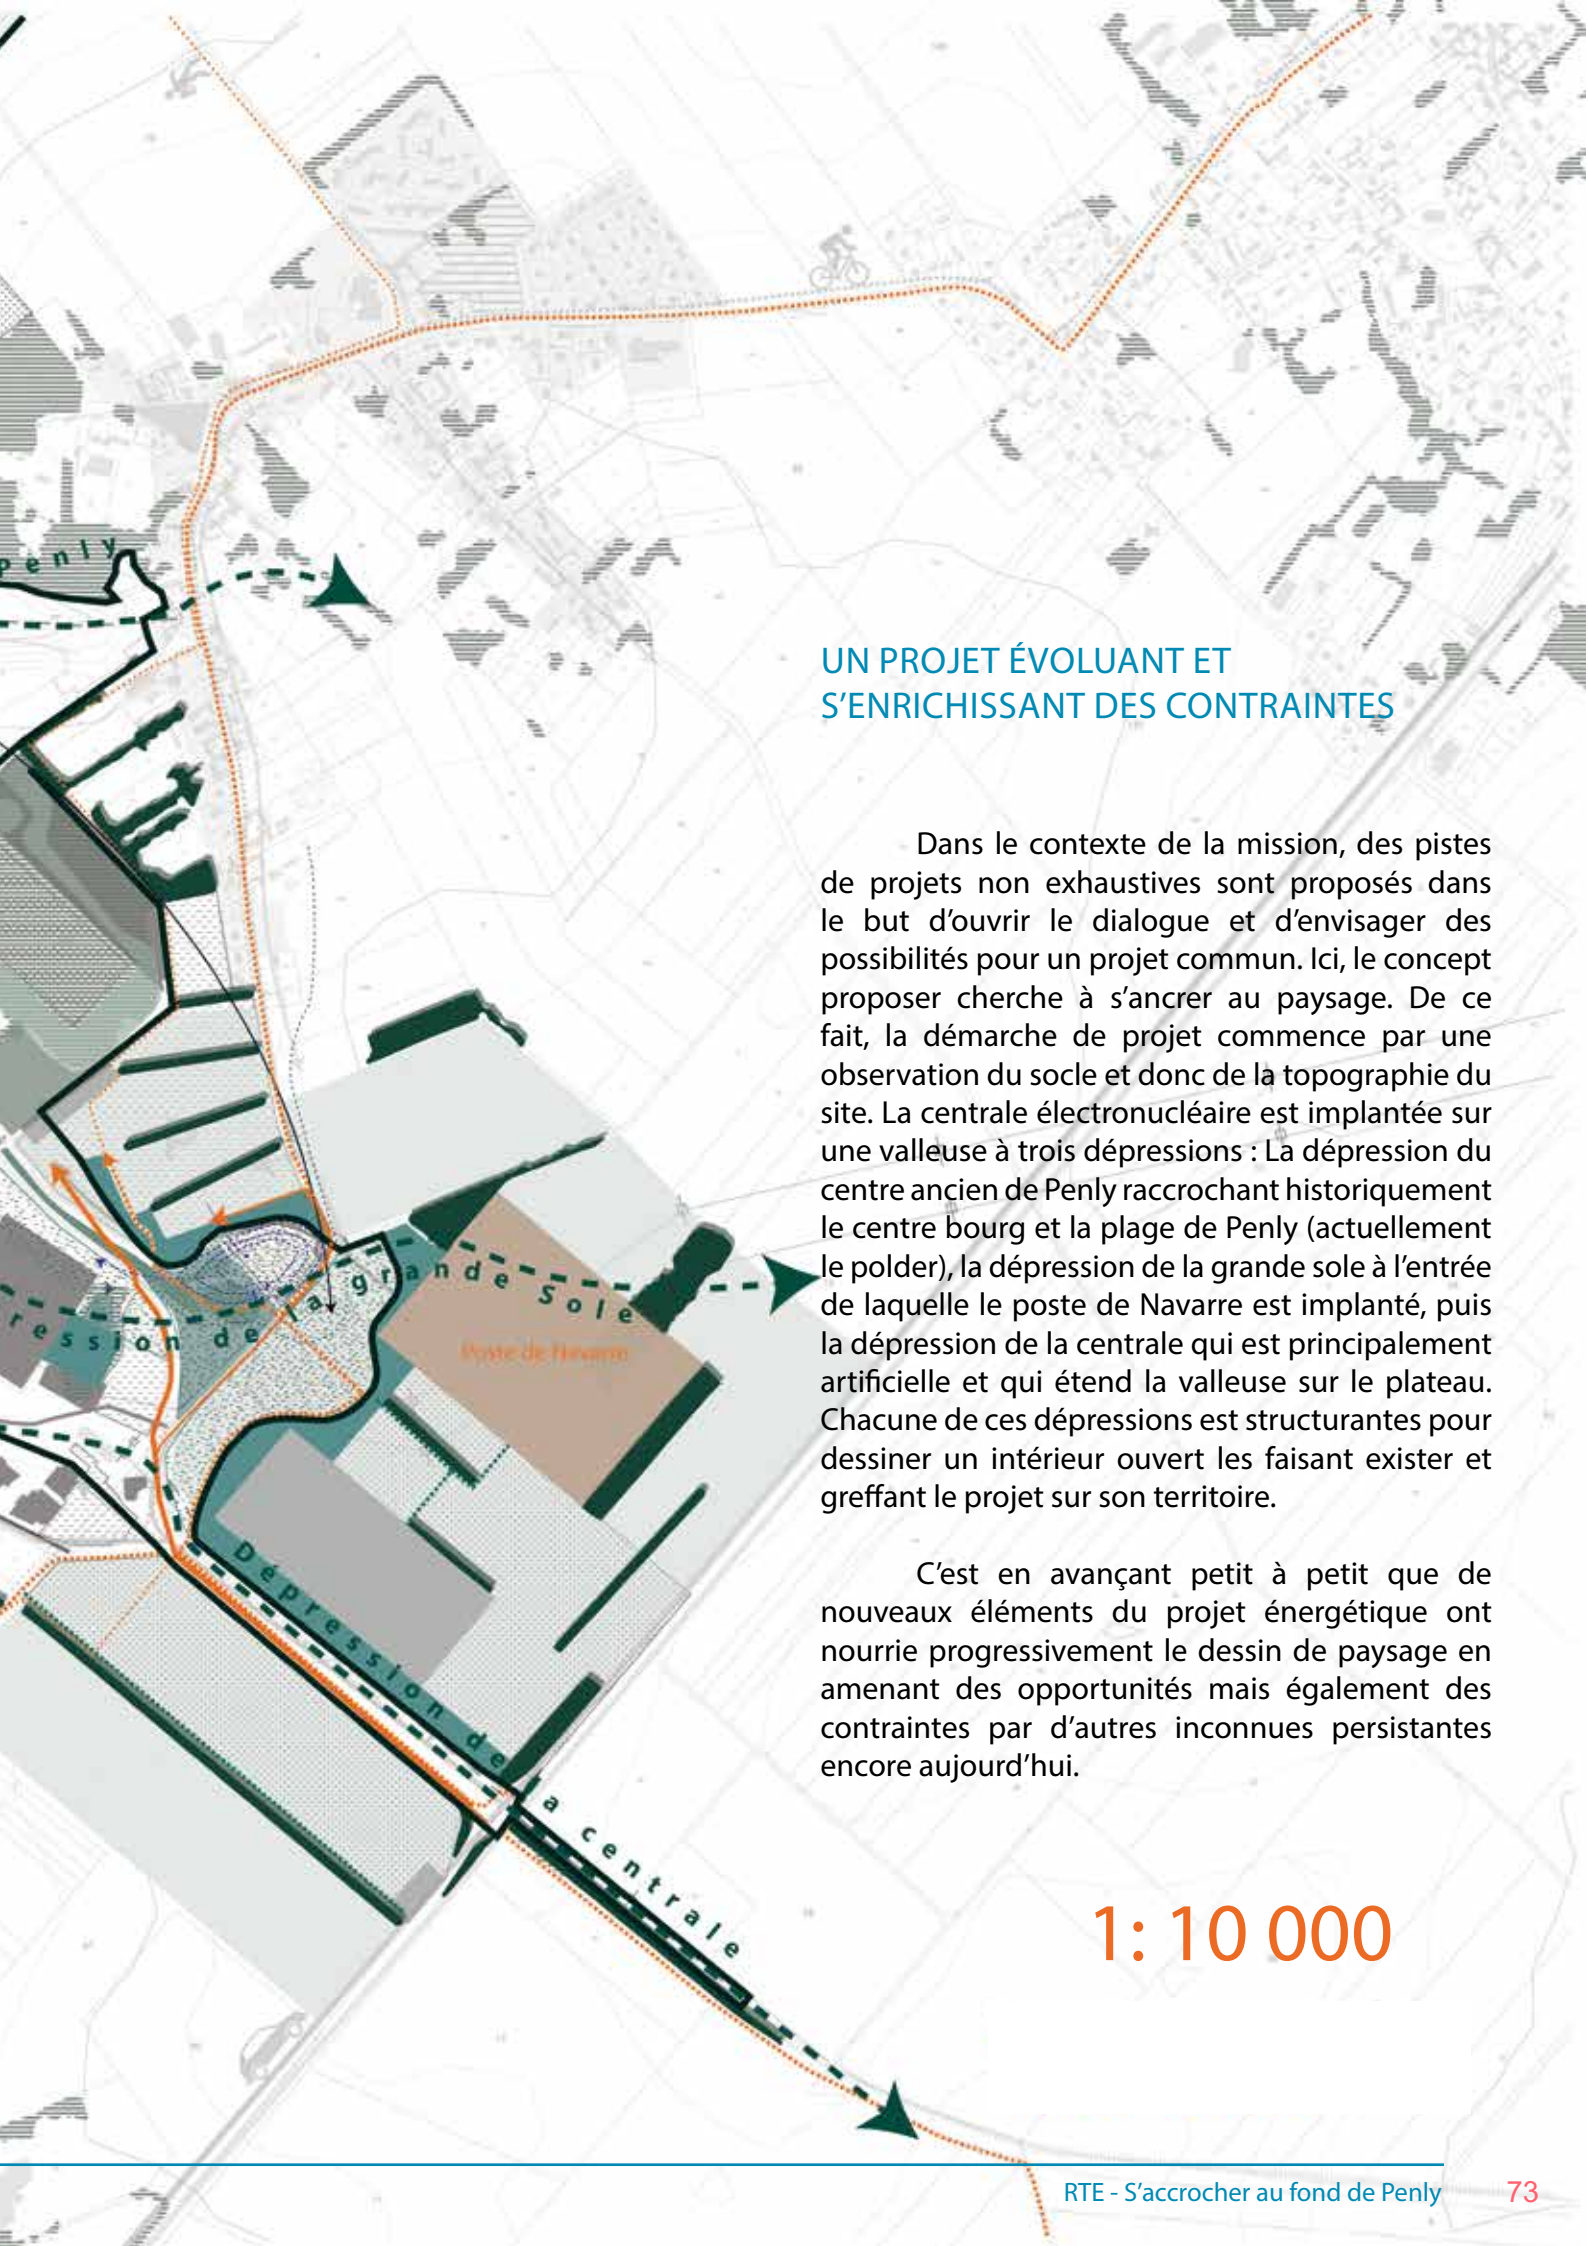 Penly
UN PROJET ÉVOLUANT ET
S’ENRICHISSANT DES CONTRAINTES
Dans le contexte de la mission, des pistes
de projets non exhaustives sont proposés dans
le but d’ouvrir le dialogue et d’envisager des
possibilités pour un projet commun. Ici, le concept
proposer cherche à s’ancrer au paysage. De ce
fait, la démarche de projet commence par une
observation du socle et donc de la topographie du
site. La centrale électronucléaire est implantée sur
une valleuse à trois dépressions : La dépression du
centre ancien de Penly raccrochant historiquement
le centre bourg et la plage de Penly (actuellement
le polder), la dépression de la grande sole à l’entrée
de laquelle le poste de Navarre est implanté, puis
la dépression de la centrale qui est principalement
artificielle et qui étend la valleuse sur le plateau.
Chacune de ces dépressions est structurantes pour
dessiner un intérieur ouvert les faisant exister et
greffant le projet sur son territoire.
C’est en avançant petit à petit que de
nouveaux éléments du projet énergétique ont
nourrie progressivement le dessin de paysage en
amenant des opportunités mais également des
contraintes par d’autres inconnues persistantes
encore aujourd’hui.
ression de la grande Sole
Poste de Navarre
Dépression de la centrale
1: 10 000
RTE - S’accrocher au fond de Penly 73